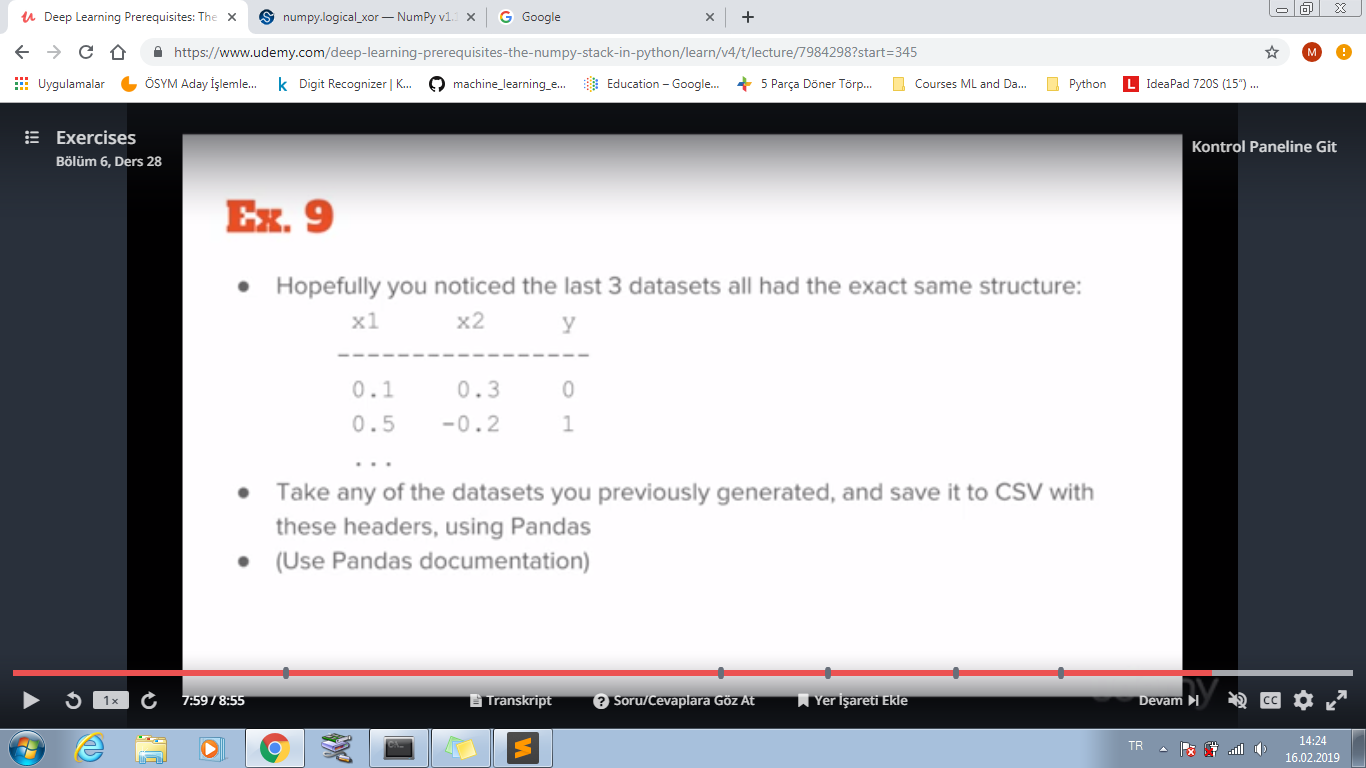 Deep Learning Prerequisites: The
numpy.logical_xor — NumPy v1.
Google
https://www.udemy.com/deep-learning-prerequisites-the-numpy-stack-in-python/learn/v4/t/lecture/7984298?start=345
M
Uygulamalar
ÖSYM Aday İşlemle...
Digit Recognizer | K...
machine_learning_e...
Education – Google...
5 Parça Döner Törp...
Courses ML and Da...
Python
L
IdeaPad 720S (15") ...
Exercises
Bölüm 6, Ders 28
Kontrol Paneline Git
Ex. 9
● Hopefully you noticed the last 3 datasets all had the exact same structure:
x1 x2 y
-----------------
0.1 0.3 0
0.5 -0.2 1
...
● Take any of the datasets you previously generated, and save it to CSV with
these headers, using Pandas
● (Use Pandas documentation)
1×
7:59 / 8:55
Transkript
Soru/Cevaplara Göz At
Yer İşareti Ekle
Devam
CC
TR
14:24
16.02.2019